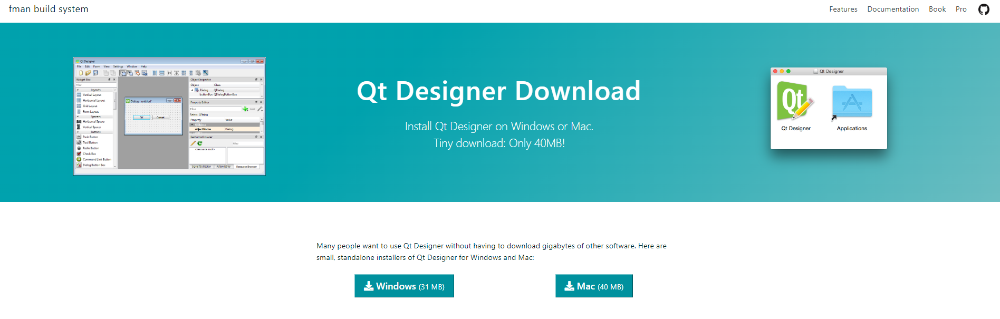 fman build system
Features Documentation Book Pro
Qt Designer
File Edit Form View Settings Window Help
Widget Box
Filter
Layouts
Vertical Layout
Horizontal Layout
Grid Layout
Form Layout
Spacers
Horizontal Spacer
Vertical Spacer
Buttons
Push Button
Tool Button
Radio Button
Check Box
Command Link Button
Dialog Button Box
Dialog - untitled*
OK Cancel
Object Inspector
Object Class
Dialog QDialog
buttonBox QDialogButtonBox
Property Editor
Filter
Dialog : QDialog
Property Value
QObject
objectName Dialog
Resource Browser
Filter
<resource root>
Signal/Slot Editor Action Editor Resource Browser
Qt Designer Download
Install Qt Designer on Windows or Mac.
Tiny download: Only 40MB!
Qt Designer
Qt
Qt Designer Applications
Many people want to use Qt Designer without having to download gigabytes of other software. Here are
small, standalone installers of Qt Designer for Windows and Mac:
Windows (31 MB)
Mac (40 MB)